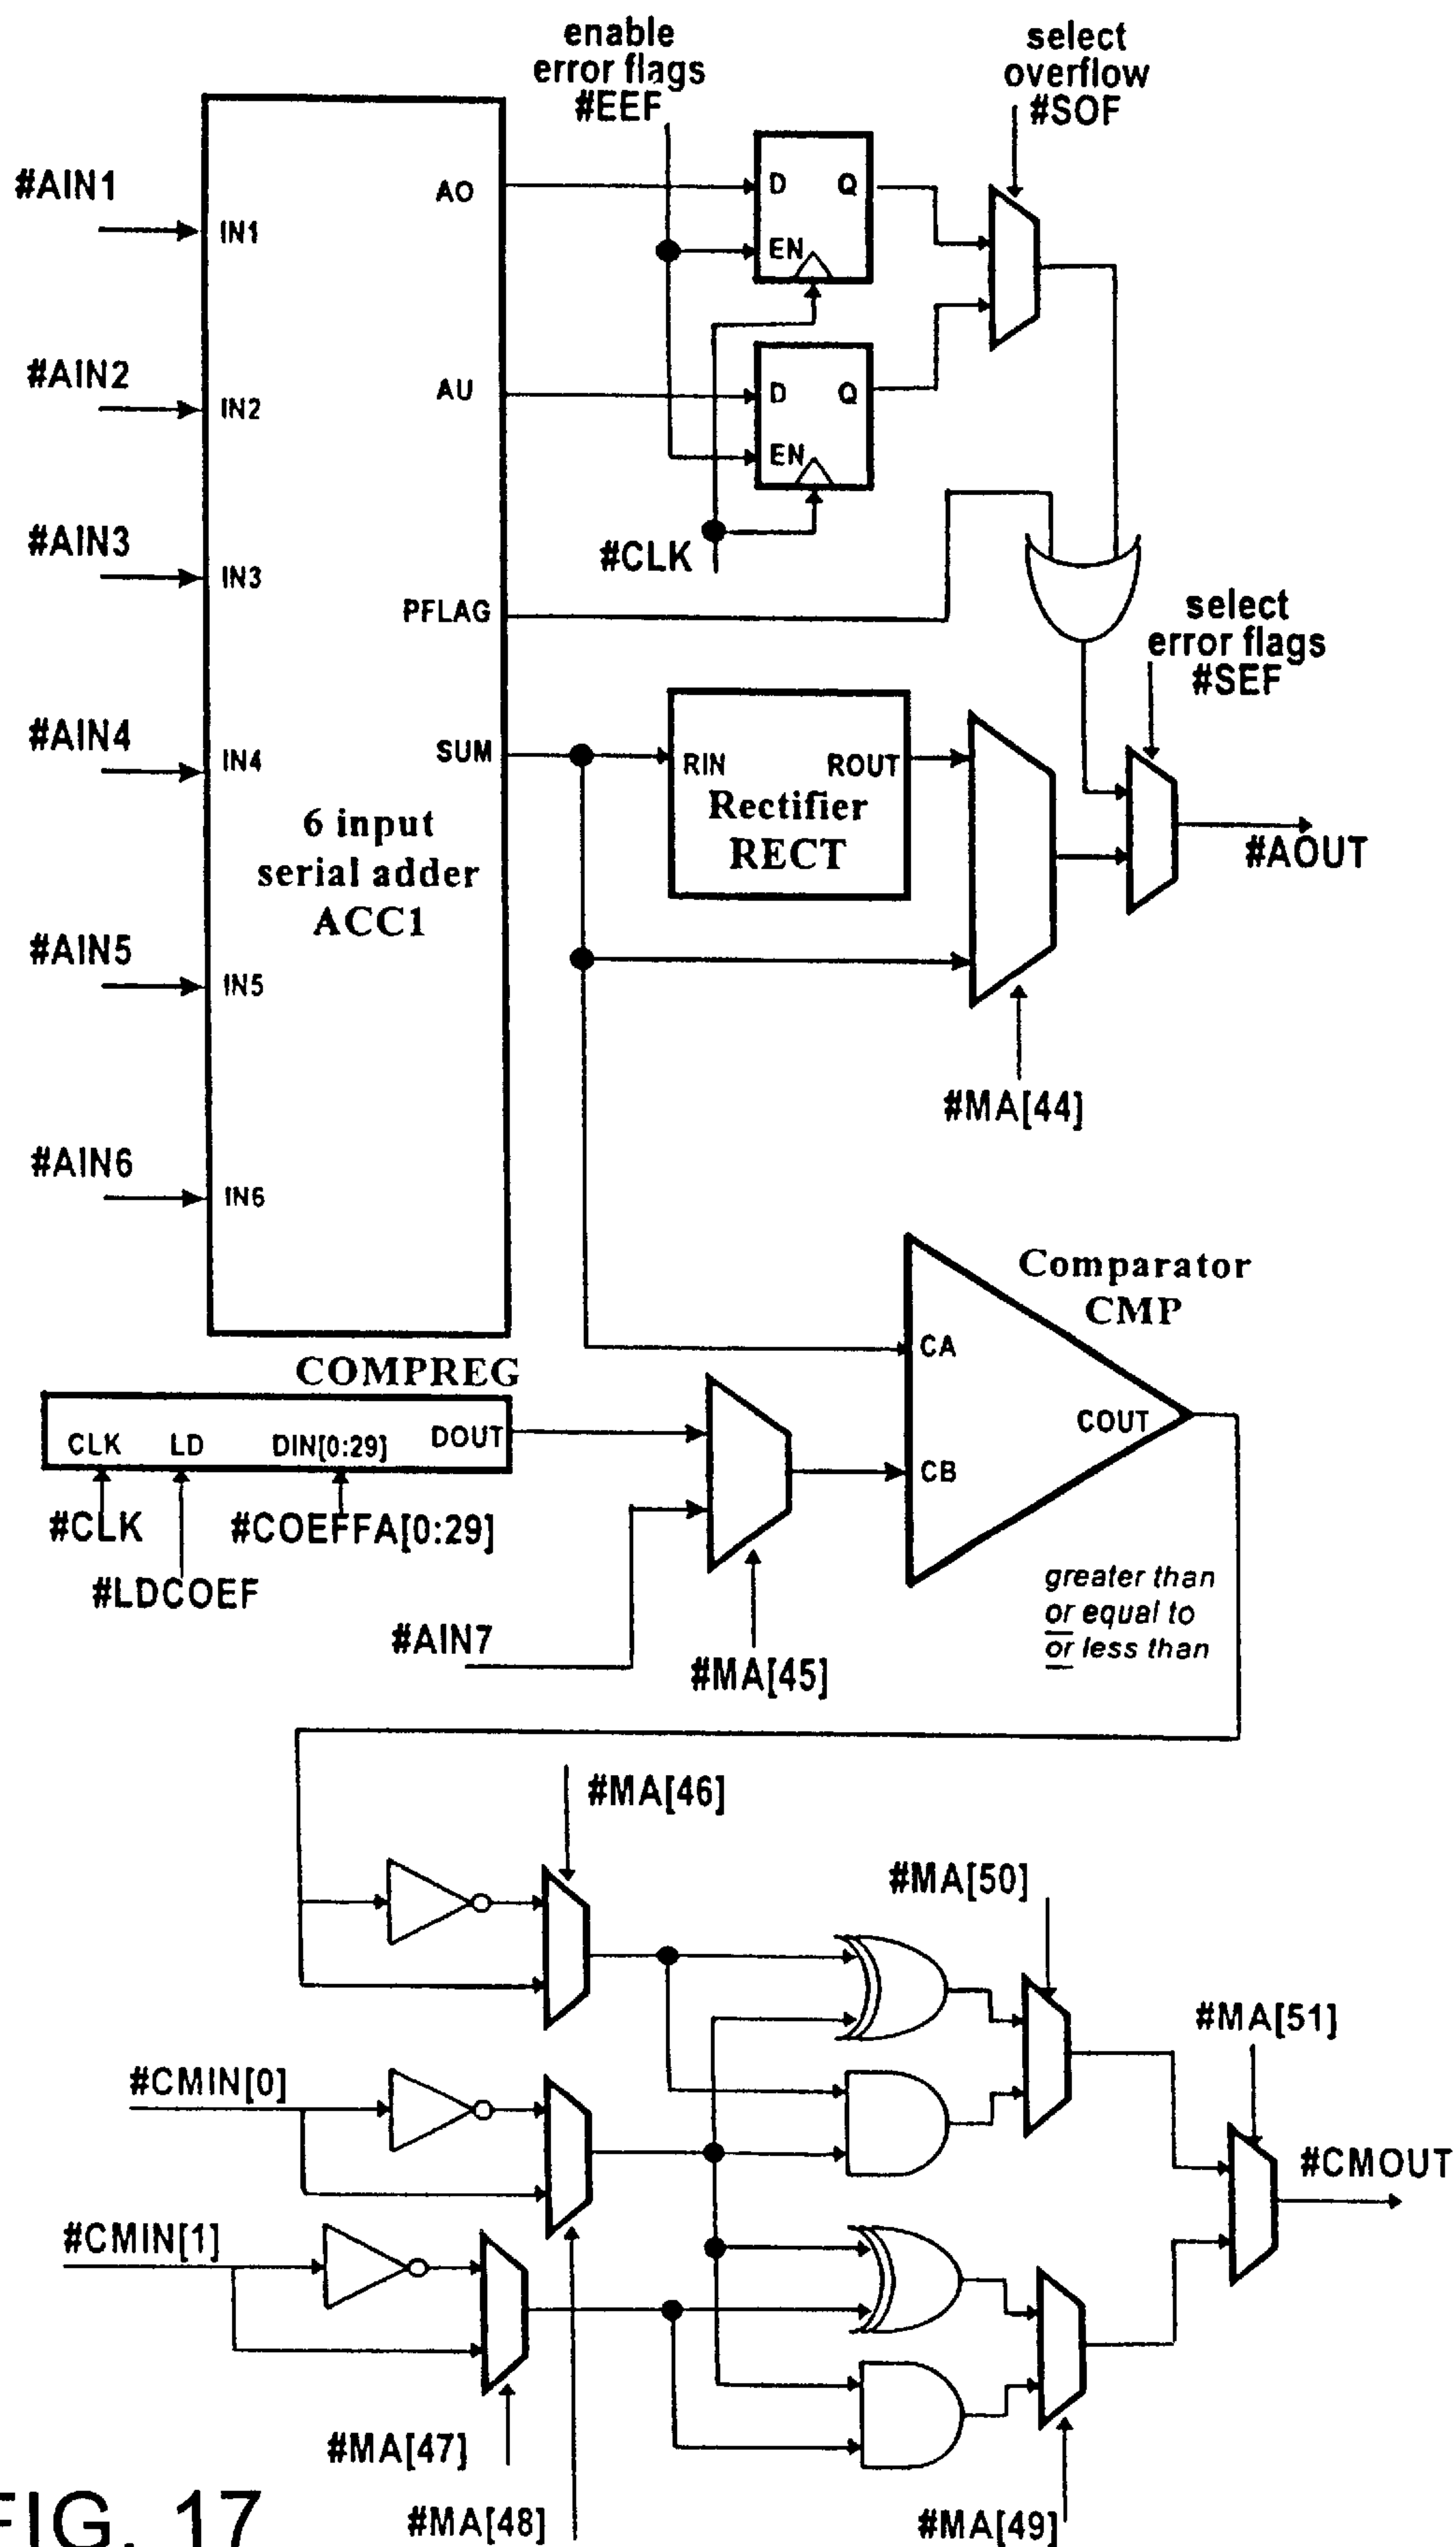 enable
error flags
#EEF
select
overflow
#SOF
#AIN1
IN1
AO
D
Q
EN
#AIN2
IN2
AU
D
Q
EN
#AIN3
IN3
#CLK
PFLAG
select
error flags
#SEF
#AIN4
IN4
SUM
RIN
ROUT
Rectifier
RECT
6 input
serial adder
ACC1
#AOUT
#AIN5
IN5
#MA[44]
#AIN6
IN6
Comparator
CMP
CA
COUT
CB
COMPREG
CLK
LD
DIN[0:29]
DOUT
#CLK
#COEFFA[0:29]
#LDCOEF
greater than
or equal to
or less than
#AIN7
#MA[45]
#MA[46]
#MA[50]
#MA[51]
#CMIN[0]
#CMOUT
#CMIN[1]
#MA[47]
#MA[48]
#MA[49]
FIG. 17